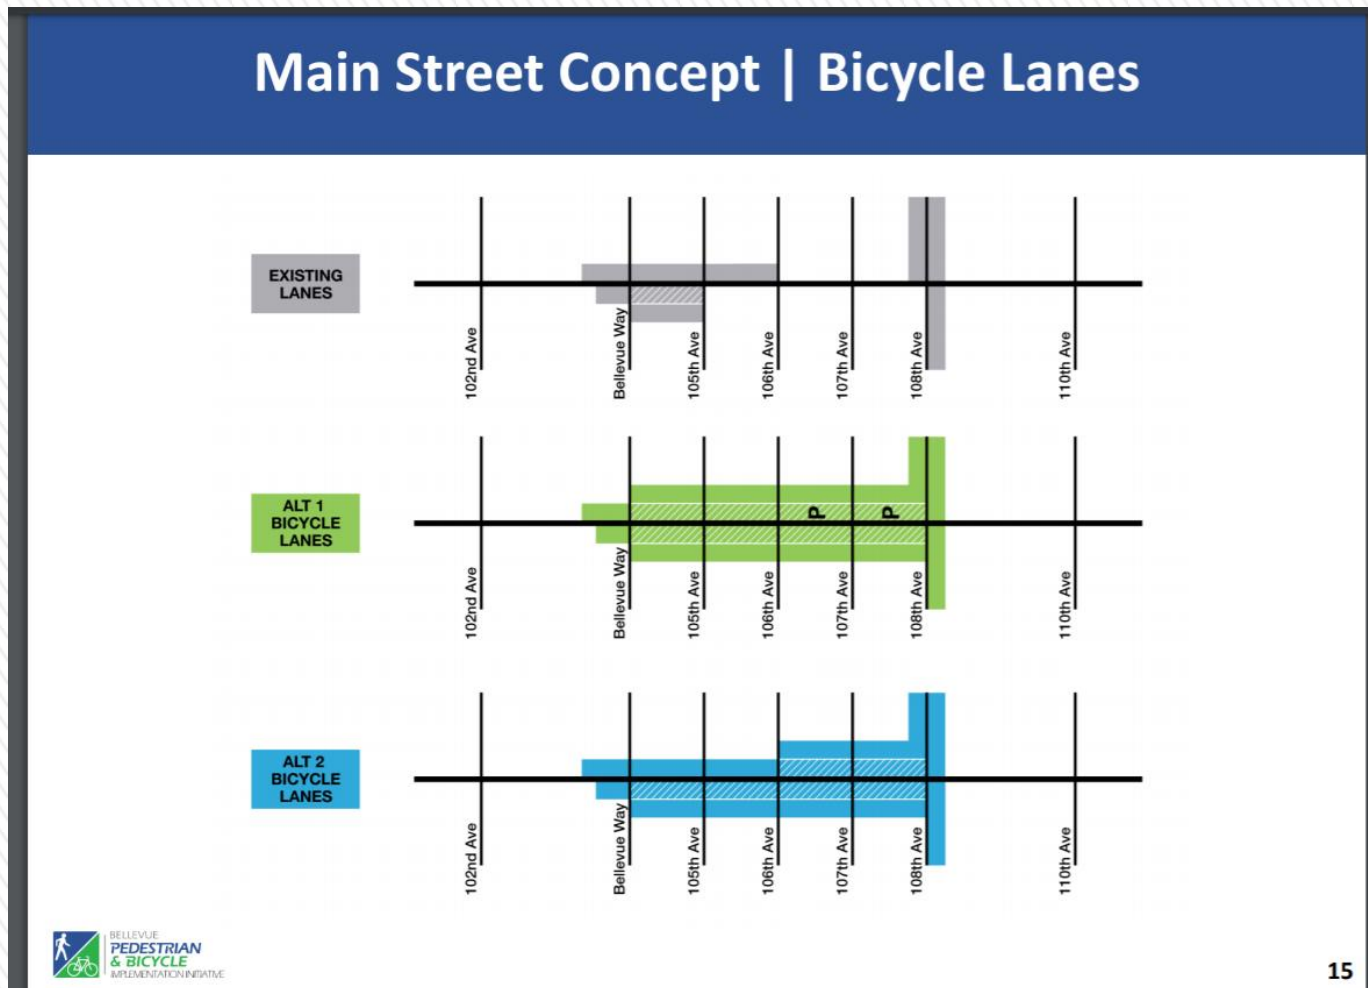 Main Street Concept | Bicycle Lanes
EXISTING
LANES
102nd Ave
Bellevue Way
105th Ave
106th Ave
107th Ave
108th Ave
110th Ave
ALT 1
BICYCLE
LANES
P
P
102nd Ave
Bellevue Way
105th Ave
106th Ave
107th Ave
108th Ave
110th Ave
ALT 2
BICYCLE
LANES
102nd Ave
Bellevue Way
105th Ave
106th Ave
107th Ave
108th Ave
110th Ave
BELLEVUE
PEDESTRIAN
& BICYCLE
IMPLEMENTATION INITIATIVE
15